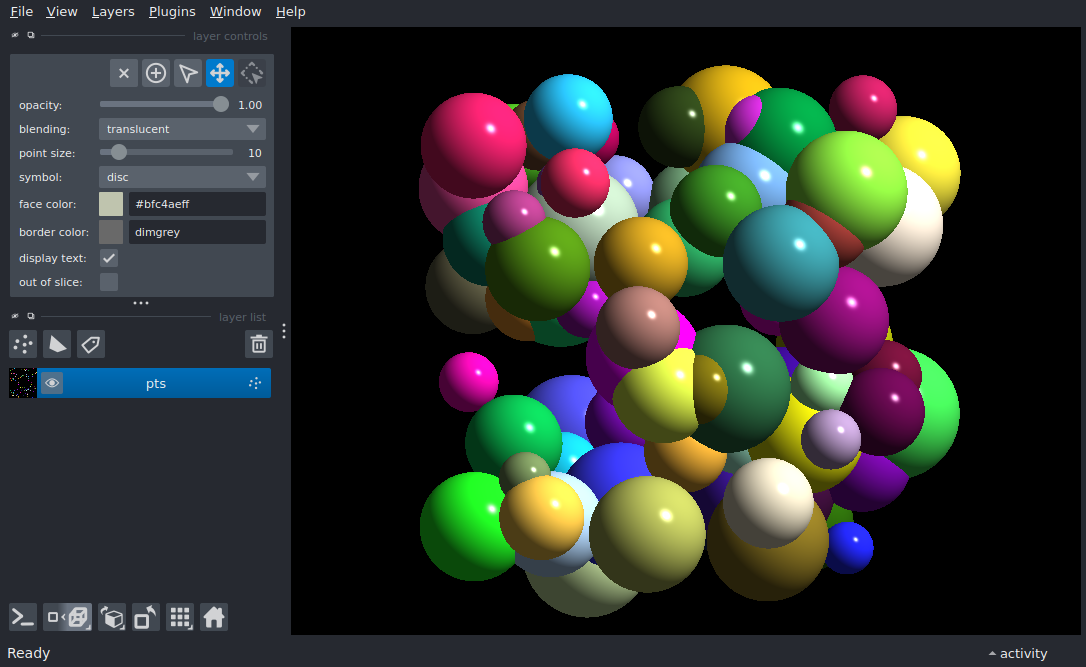 File View Layers Plugins Window Help
layer controls
opacity: 1.00
blending: translucent
point size: 10
symbol: disc
face color: #bfc4aeff
border color: dimgrey
display text:
out of slice:
layer list
pts
Ready
activity